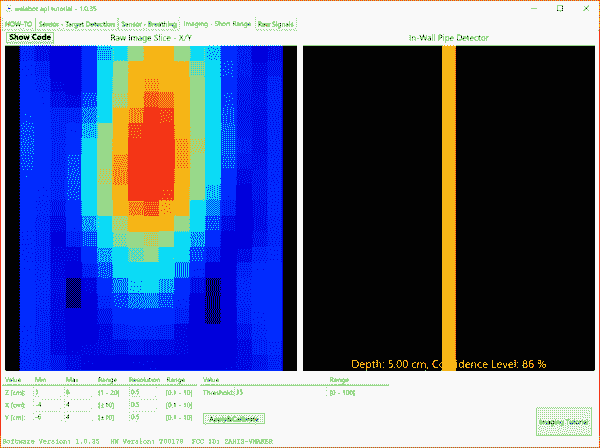 walabot api tutorial - 1.0.35
HOW-TO Sensor - Target Detection Sensor - Breathing Imaging - Short Range Raw Signals
Show Code Raw Image Slice - X/Y In-Wall Pipe Detector
Depth: 5.00 cm, Confidence Level: 86 %
Value Min Max Range Resolution Range Value Range
Z [cm]: 3 [1 - 20] 0.5 [0.1 - 10] Threshold: 35 [0 - 100]
X [cm]: -4 4 [±10] 0.5 [0.1 - 10]
Y [cm]: -6 4 [±10] 0.5 [0.1 - 10] Apply&Calibrate
Imaging Tutorial
Software Version: 1.0.35 HW Version: FCC ID: